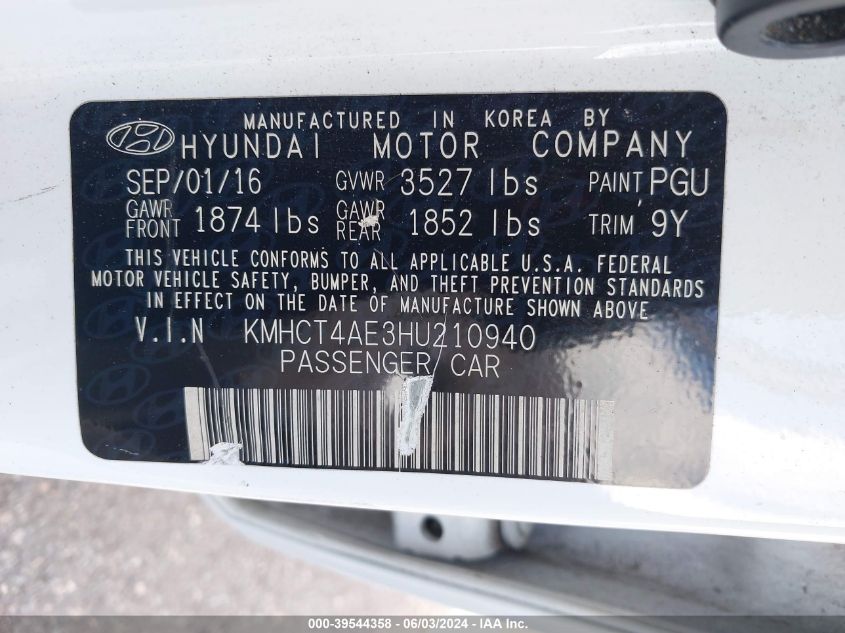 MANUFACTURED IN KOREA BY
HYUNDAI MOTOR COMPANY
SEP/01/16 GVWR 3527 lbs PAINT PGU
GAWR FRONT 1874 lbs GAWR REAR 1852 lbs TRIM 9Y
THIS VEHICLE CONFORMS TO ALL APPLICABLE U.S.A. FEDERAL
MOTOR VEHICLE SAFETY, BUMPER, AND THEFT PREVENTION STANDARDS
IN EFFECT ON THE DATE OF MANUFACTURE SHOWN ABOVE
V.I.N KMHCT4AE3HU210940
PASSENGER CAR
000-39544358 - 06/03/2024 - IAA Inc.